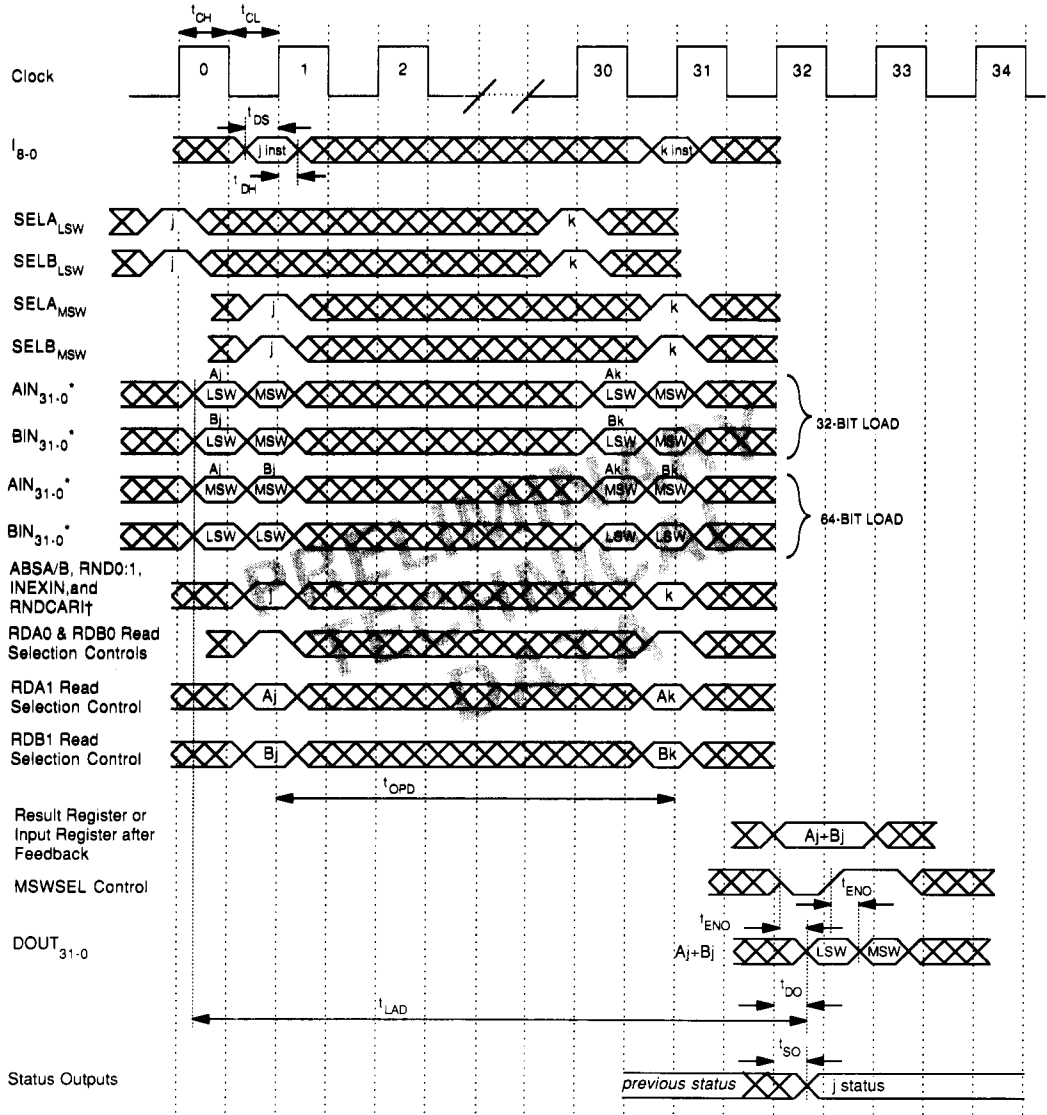 tCH tCL
Clock 0 1 2 30 31 32 33 34
tDS
I8-0 j inst k inst
tDH
SELALSW j k
SELBLSW j k
SELAMSW j k
SELBMSW j k
Aj Ak
AIN31-0* LSW MSW LSW MSW
32-BIT LOAD
Bj Bk
BIN31-0* LSW MSW LSW MSW
Aj Bj Ak Bk
AIN31-0* MSW MSW MSW MSW
64-BIT LOAD
BIN31-0* LSW LSW LSW LSW
ABSA/B, RND0:1,
INEXIN,and
RNDCARI† j k
RDA0 & RDB0 Read
Selection Controls
RDA1 Read
Selection Control Aj Ak
RDB1 Read
Selection Control Bj Bk
tOPD
Result Register or
Input Register after
Feedback Aj+Bj
MSWSEL Control
tENO
tENO
DOUT31-0 Aj+Bj LSW MSW
tDO
tLAD
tSO
Status Outputs previous status j status
PRELIMINARY
TECHNICAL
DATA